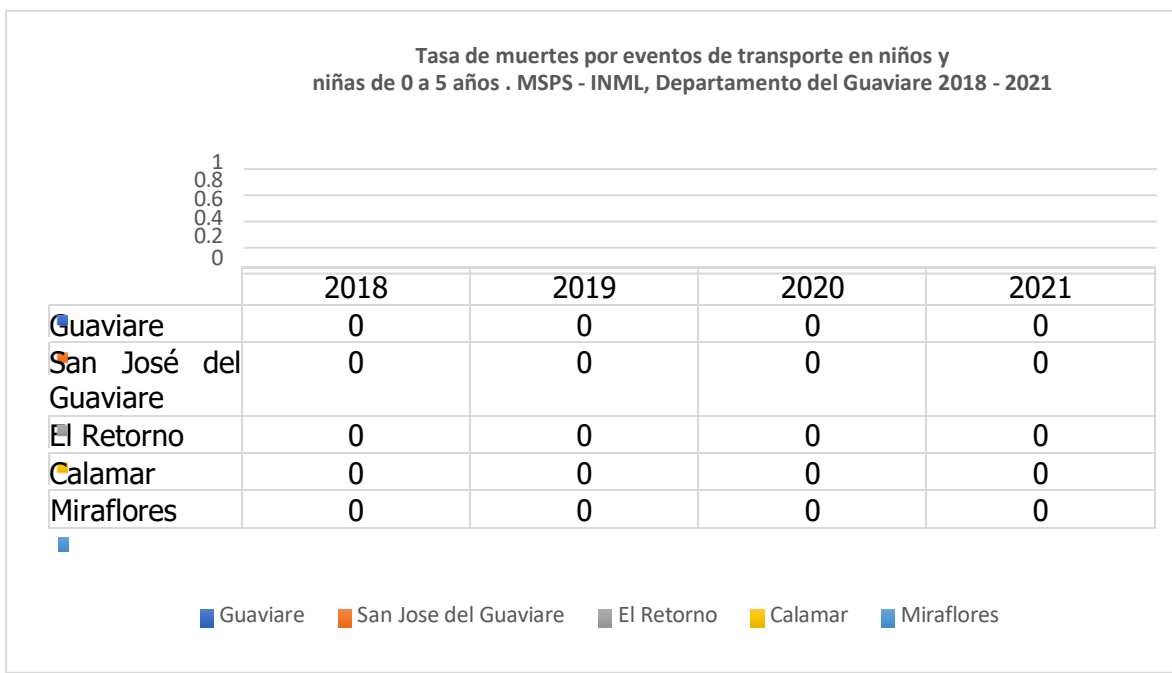 Tasa de muertes por eventos de transporte en niños y
niñas de 0 a 5 años . MSPS - INML, Departamento del Guaviare 2018 - 2021
1
0.8
0.6
0.4
0.2
0
2018 2019 2020 2021
Guaviare 0 0 0 0
San José del 0 0 0 0
Guaviare
El Retorno 0 0 0 0
Calamar 0 0 0 0
Miraflores 0 0 0 0
Guaviare San Jose del Guaviare El Retorno Calamar Miraflores